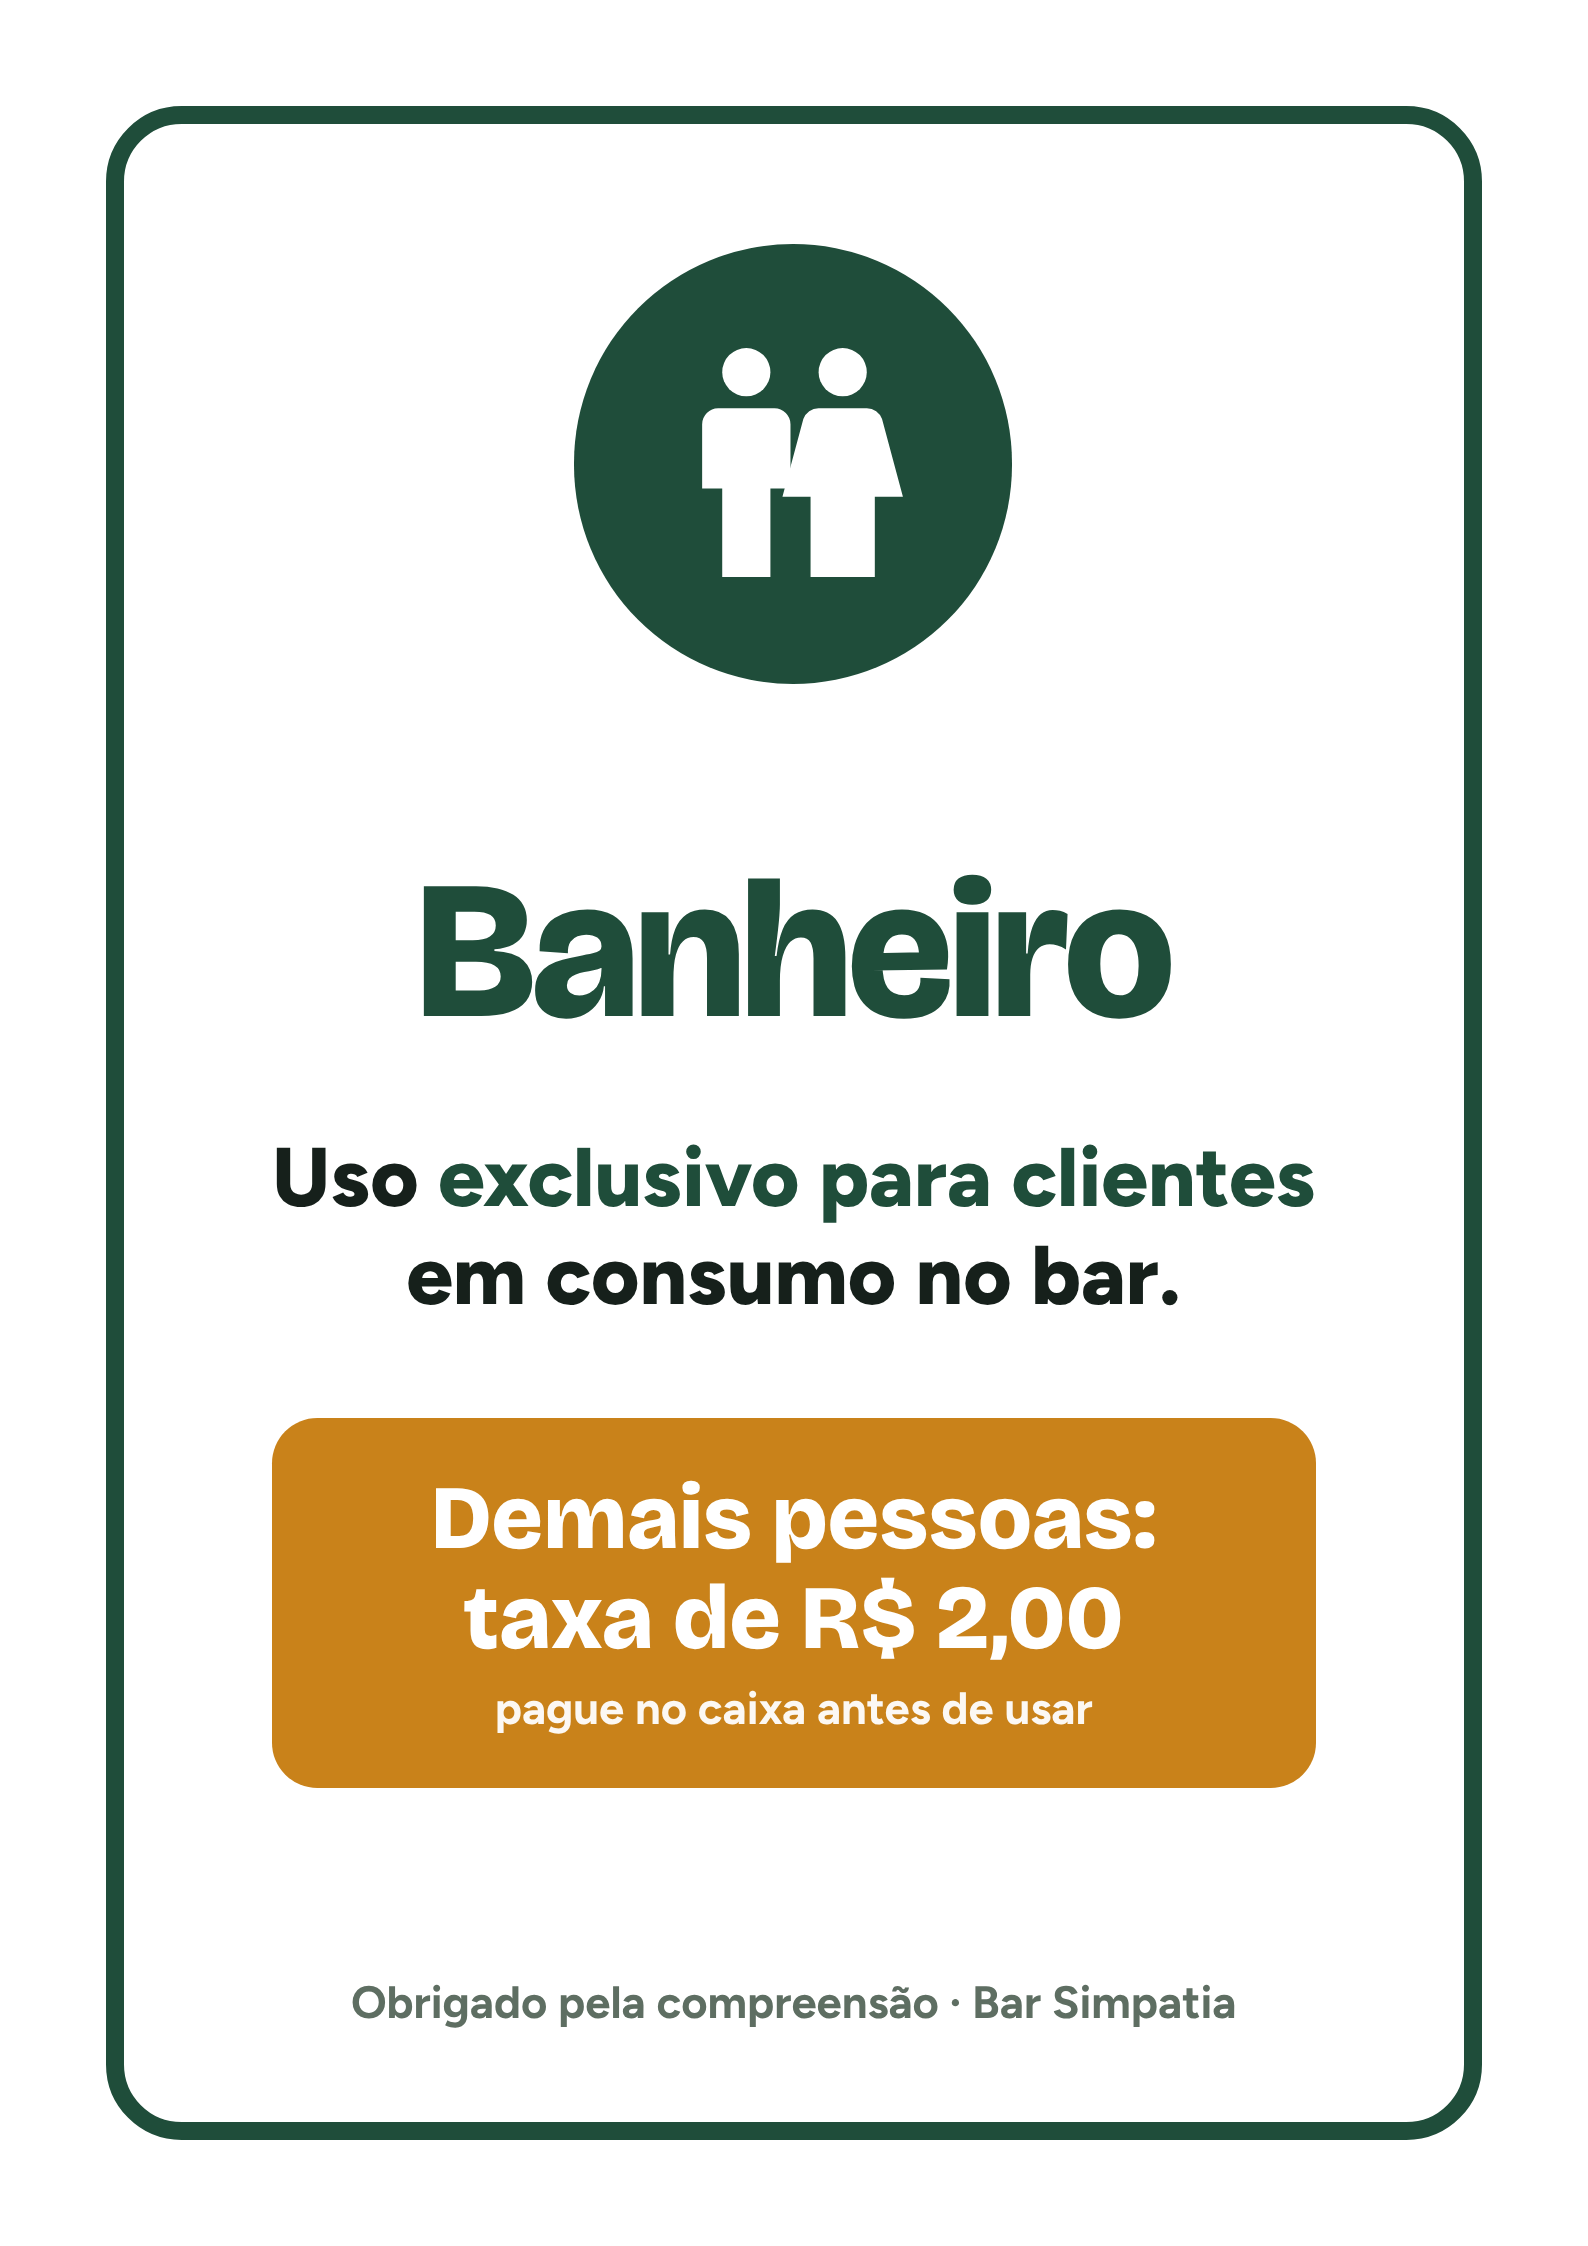 Banheiro
Uso exclusivo para clientes
em consumo no bar.
Demais pessoas:
taxa de R$ 2,00
pague no caixa antes de usar
Obrigado pela compreensão · Bar Simpatia